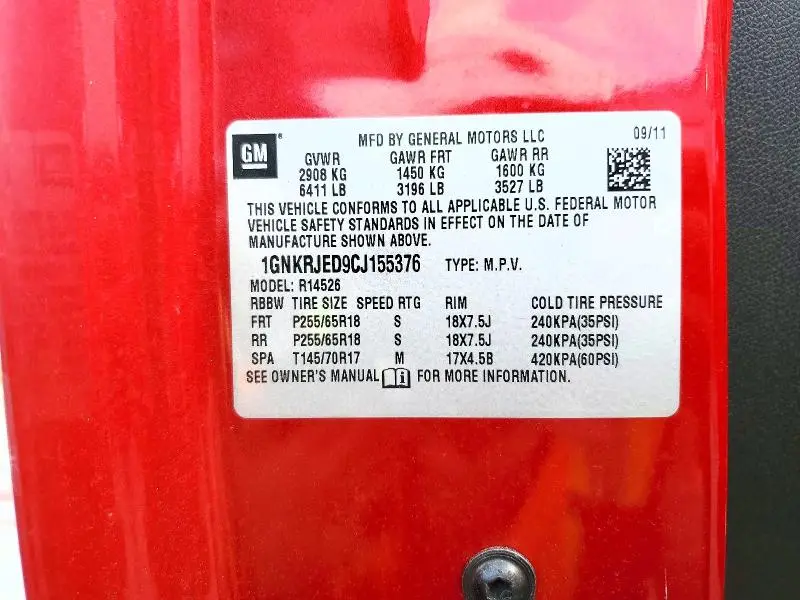 GM® MFD BY GENERAL MOTORS LLC 09/11
GVWR GAWR FRT GAWR RR
2908 KG 1450 KG 1600 KG
6411 LB 3196 LB 3527 LB
THIS VEHICLE CONFORMS TO ALL APPLICABLE U.S. FEDERAL MOTOR
VEHICLE SAFETY STANDARDS IN EFFECT ON THE DATE OF
MANUFACTURE SHOWN ABOVE.
1GNKRJED9CJ155376 TYPE: M.P.V.
MODEL: R14526
RBBW TIRE SIZE SPEED RTG RIM COLD TIRE PRESSURE
FRT P255/65R18 S 18X7.5J 240KPA(35PSI)
RR P255/65R18 S 18X7.5J 240KPA(35PSI)
SPA T145/70R17 M 17X4.5B 420KPA(60PSI)
SEE OWNER'S MANUAL i FOR MORE INFORMATION.